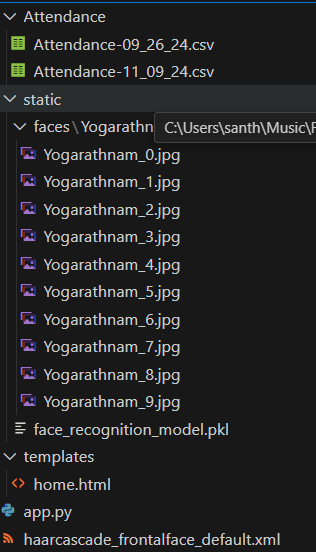 Attendance
Attendance-09_26_24.csv
Attendance-11_09_24.csv
static
faces\Yogarathn
C:\Users\santh\Music\F
Yogarathnam_0.jpg
Yogarathnam_1.jpg
Yogarathnam_2.jpg
Yogarathnam_3.jpg
Yogarathnam_4.jpg
Yogarathnam_5.jpg
Yogarathnam_6.jpg
Yogarathnam_7.jpg
Yogarathnam_8.jpg
Yogarathnam_9.jpg
face_recognition_model.pkl
templates
home.html
app.py
haarcascade_frontalface_default.xml